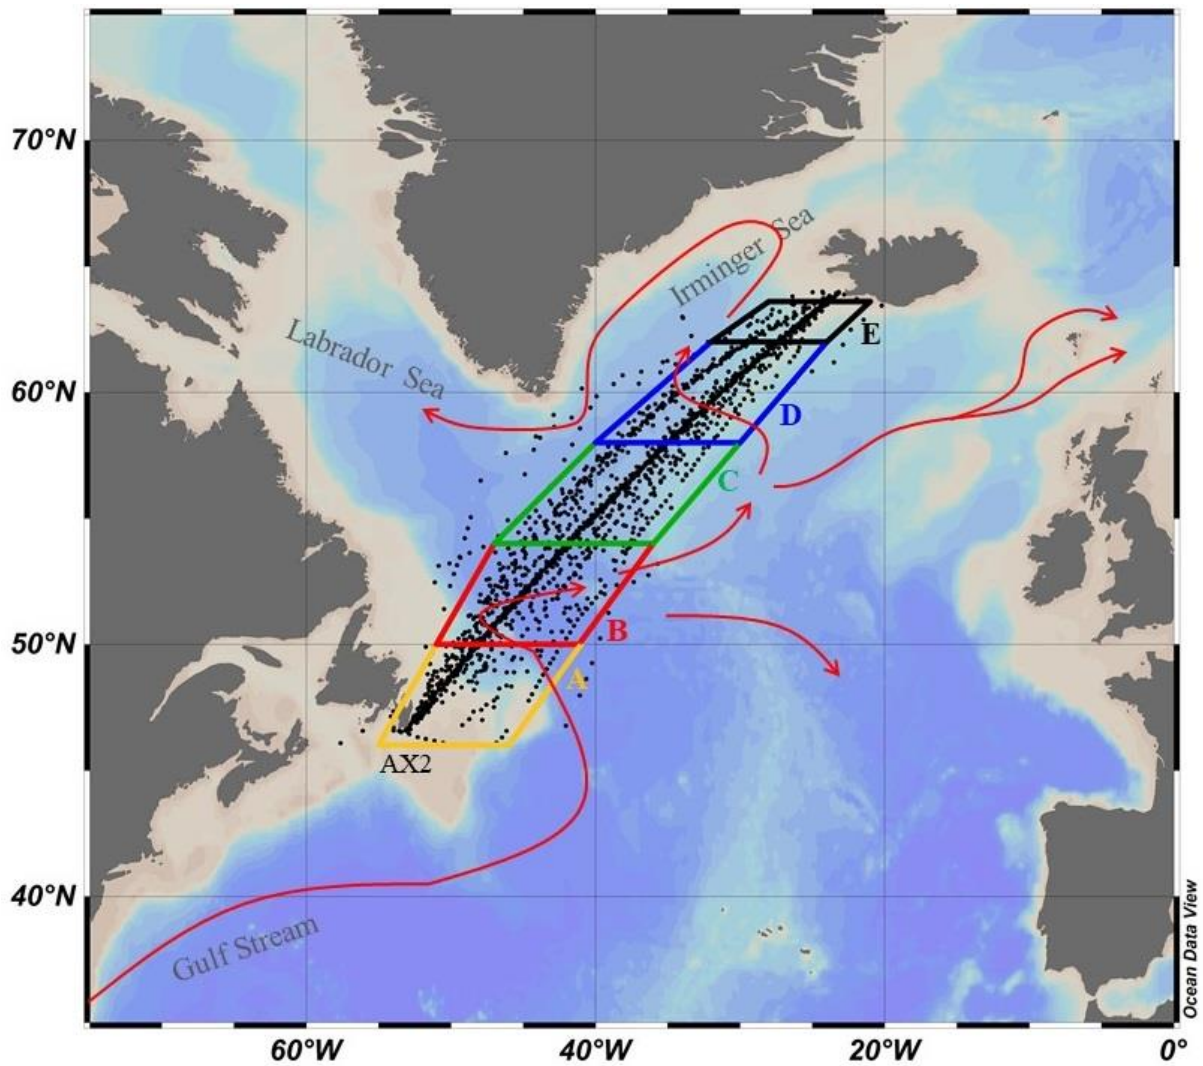 70°N
Irminger Sea
Labrador Sea
E
60°N
D
C
B
50°N
A
AX2
40°N
Gulf Stream
Ocean Data View
60°W
40°W
20°W
0°